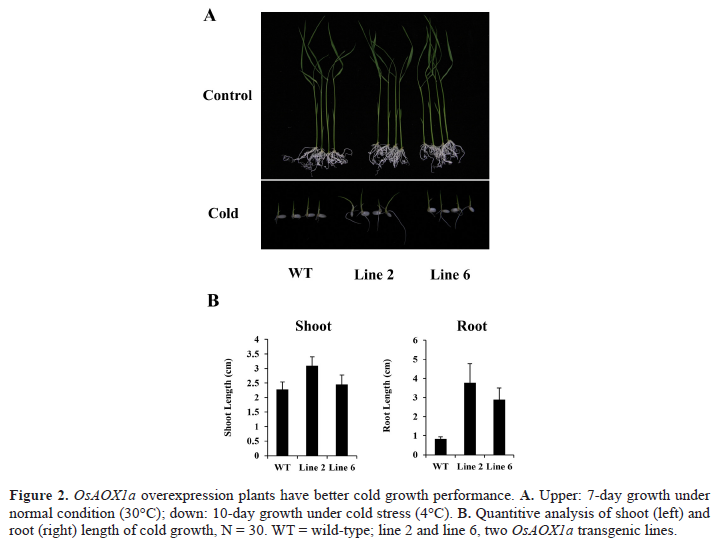 A
Control
Cold
WT Line 2 Line 6
B
Shoot
Shoot Length (cm)
4
3.5
3
2.5
2
1.5
1
0.5
0
WT Line 2 Line 6
Root
Root Length (cm)
6
5
4
3
2
1
0
WT Line 2 Line 6
Figure 2. OsAOX1a overexpression plants have better cold growth performance. A. Upper: 7-day growth under
normal condition (30°C); down: 10-day growth under cold stress (4°C). B. Quantitive analysis of shoot (left) and
root (right) length of cold growth, N = 30. WT = wild-type; line 2 and line 6, two OsAOX1a transgenic lines.